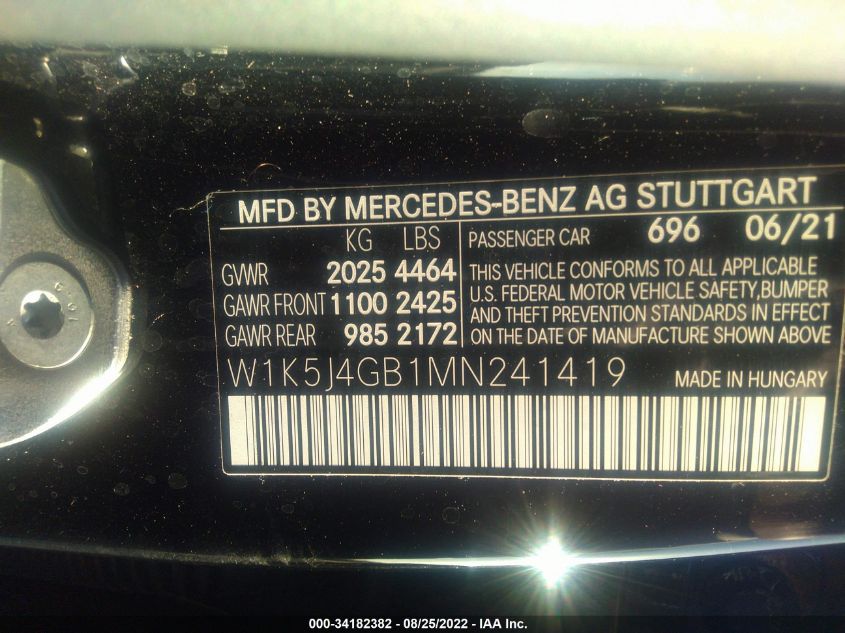 MFD BY MERCEDES-BENZ AG STUTTGART
KG LBS
GVWR 2025 4464
GAWR FRONT 1100 2425
GAWR REAR 985 2172
PASSENGER CAR 696 06/21
THIS VEHICLE CONFORMS TO ALL APPLICABLE
U.S. FEDERAL MOTOR VEHICLE SAFETY,BUMPER
AND THEFT PREVENTION STANDARDS IN EFFECT
ON THE DATE OF MANUFACTURE SHOWN ABOVE
W1K5J4GB1MN241419 MADE IN HUNGARY
000-34182382 - 08/25/2022 - IAA Inc.